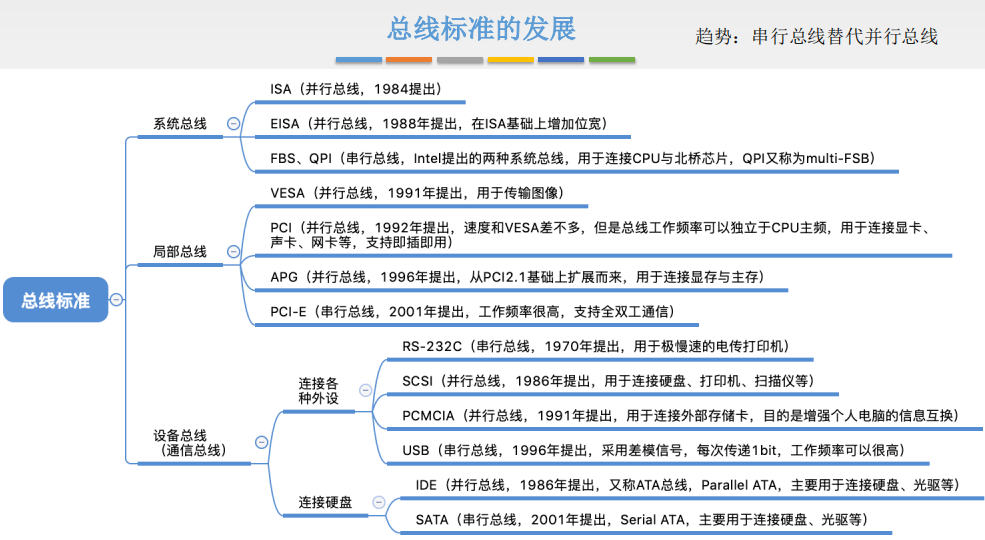 总线标准的发展
趋势：串行总线替代并行总线
总线标准
系统总线
ISA（并行总线，1984提出）
EISA（并行总线，1988年提出，在ISA基础上增加位宽）
FBS、QPI（串行总线，Intel提出的两种系统总线，用于连接CPU与北桥芯片，QPI又称为multi-FSB）
局部总线
VESA（并行总线，1991年提出，用于传输图像）
PCI（并行总线，1992年提出，速度和VESA差不多，但是总线工作频率可以独立于CPU主频，用于连接显卡、
声卡、网卡等，支持即插即用）
APG（并行总线，1996年提出，从PCI2.1基础上扩展而来，用于连接显存与主存）
PCI-E（串行总线，2001年提出，工作频率很高，支持全双工通信）
设备总线
（通信总线）
连接各
种外设
RS-232C（串行总线，1970年提出，用于极慢速的电传打印机）
SCSI（并行总线，1986年提出，用于连接硬盘、打印机、扫描仪等）
PCMCIA（并行总线，1991年提出，用于连接外部存储卡，目的是增强个人电脑的信息互换）
USB（串行总线，1996年提出，采用差模信号，每次传递1bit，工作频率可以很高）
连接硬盘
IDE（并行总线，1986年提出，又称ATA总线，Parallel ATA，主要用于连接硬盘、光驱等）
SATA（串行总线，2001年提出，Serial ATA，主要用于连接硬盘、光驱等）